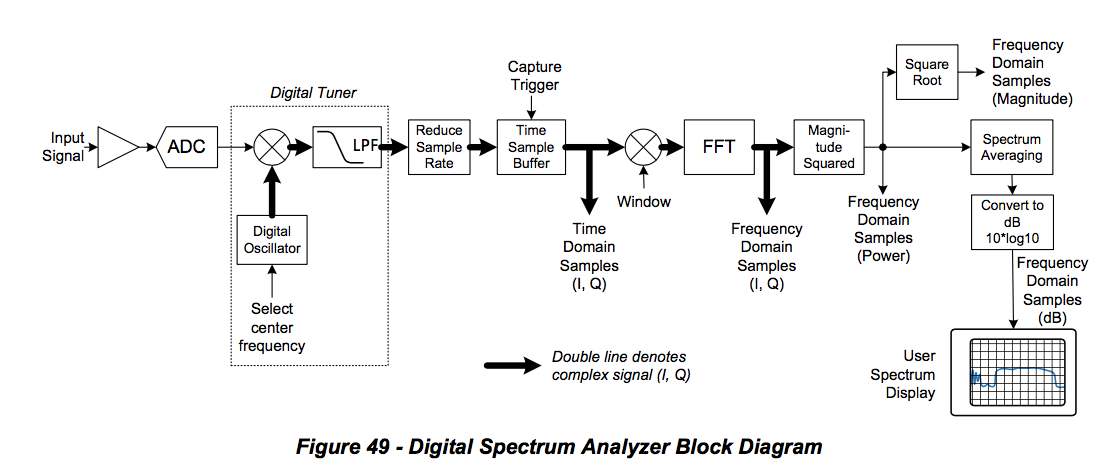 Digital Tuner
Input
Signal
ADC
LPF
Digital
Oscillator
Select
center
frequency
Reduce
Sample
Rate
Capture
Trigger
Time
Sample
Buffer
Time
Domain
Samples
(I, Q)
Window
FFT
Frequency
Domain
Samples
(I, Q)
Magni-
tude
Squared
Frequency
Domain
Samples
(Power)
Square
Root
Frequency
Domain
Samples
(Magnitude)
Spectrum
Averaging
Convert to
dB
10*log10
Frequency
Domain
Samples
(dB)
User
Spectrum
Display
Double line denotes
complex signal (I, Q)
Figure 49 - Digital Spectrum Analyzer Block Diagram